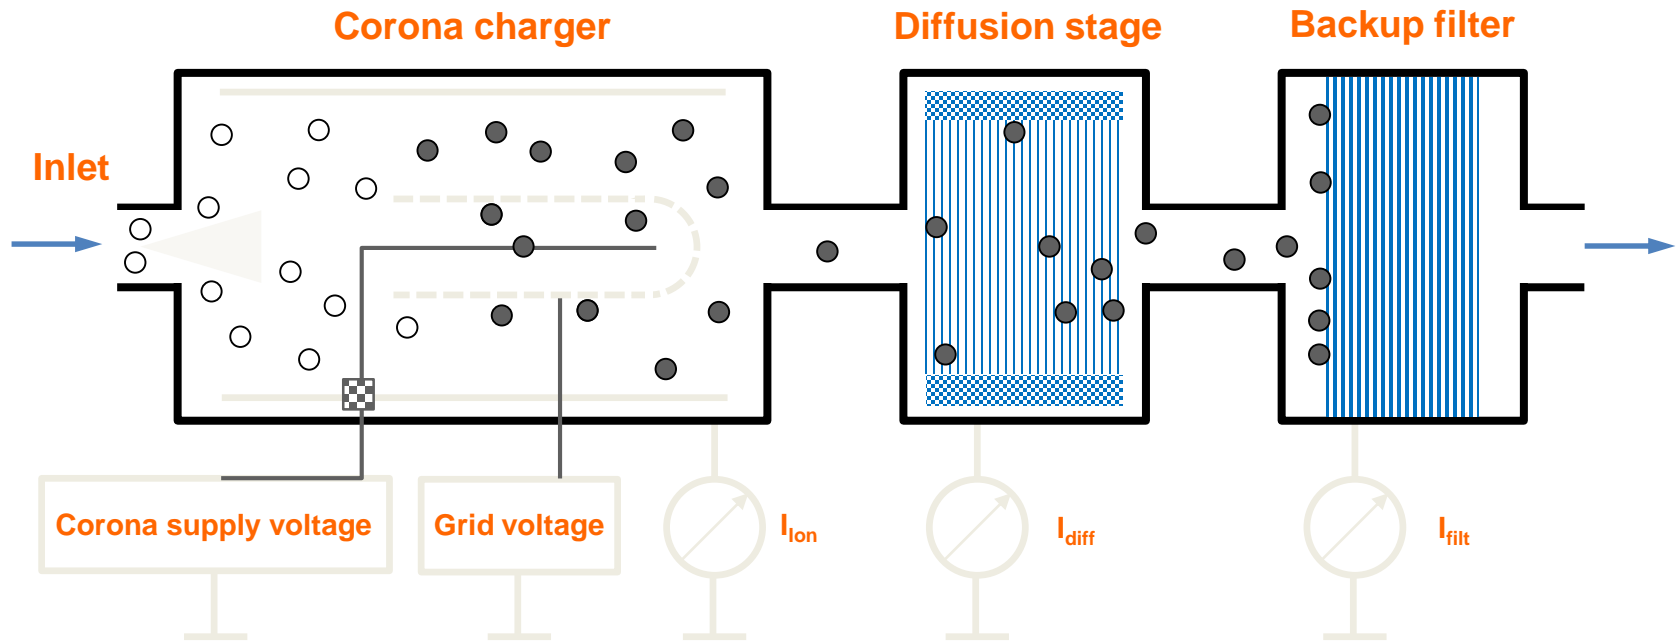 Corona charger
Diffusion stage
Backup filter
Inlet
Corona supply voltage
Grid voltage
IIon
Idiff
Ifilt